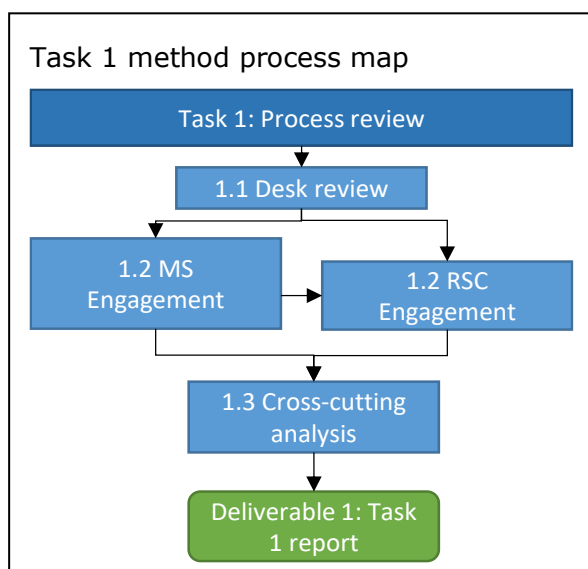 Task 1 method process map
Task 1: Process review
1.1 Desk review
1.2 MS
Engagement
1.2 RSC
Engagement
1.3 Cross-cutting
analysis
Deliverable 1: Task
1 report